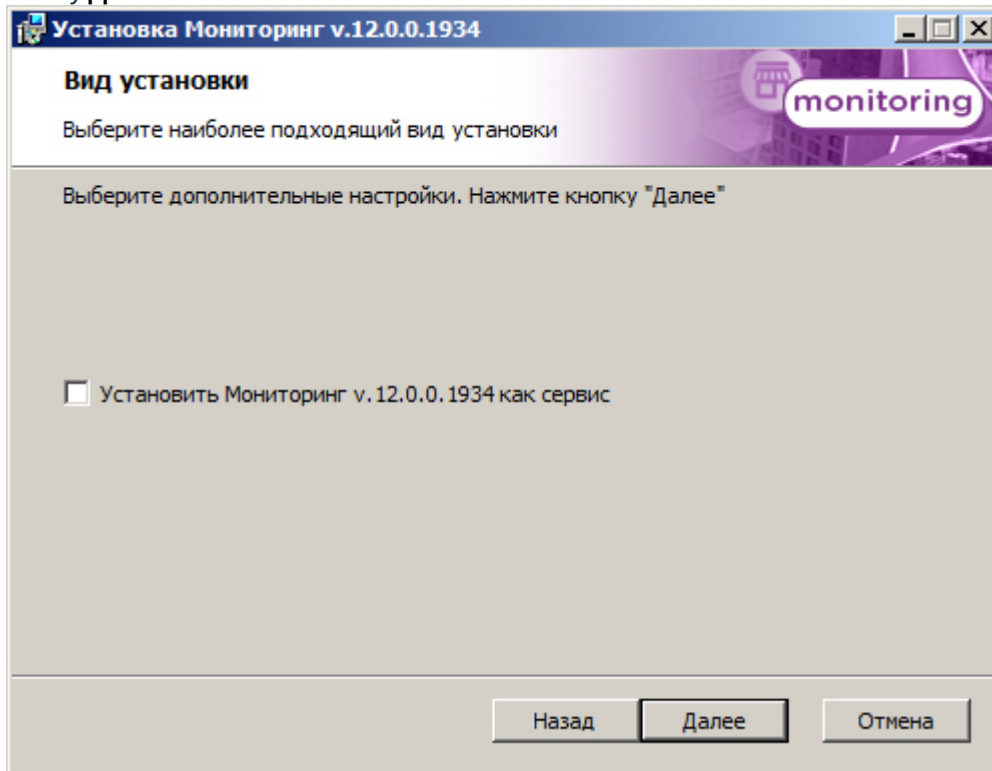 Установка Мониторинг v.12.0.0.1934
Вид установки
monitoring
Выберите наиболее подходящий вид установки
Выберите дополнительные настройки. Нажмите кнопку "Далее"
Установить Мониторинг v.12.0.0.1934 как сервис
Назад Далее Отмена